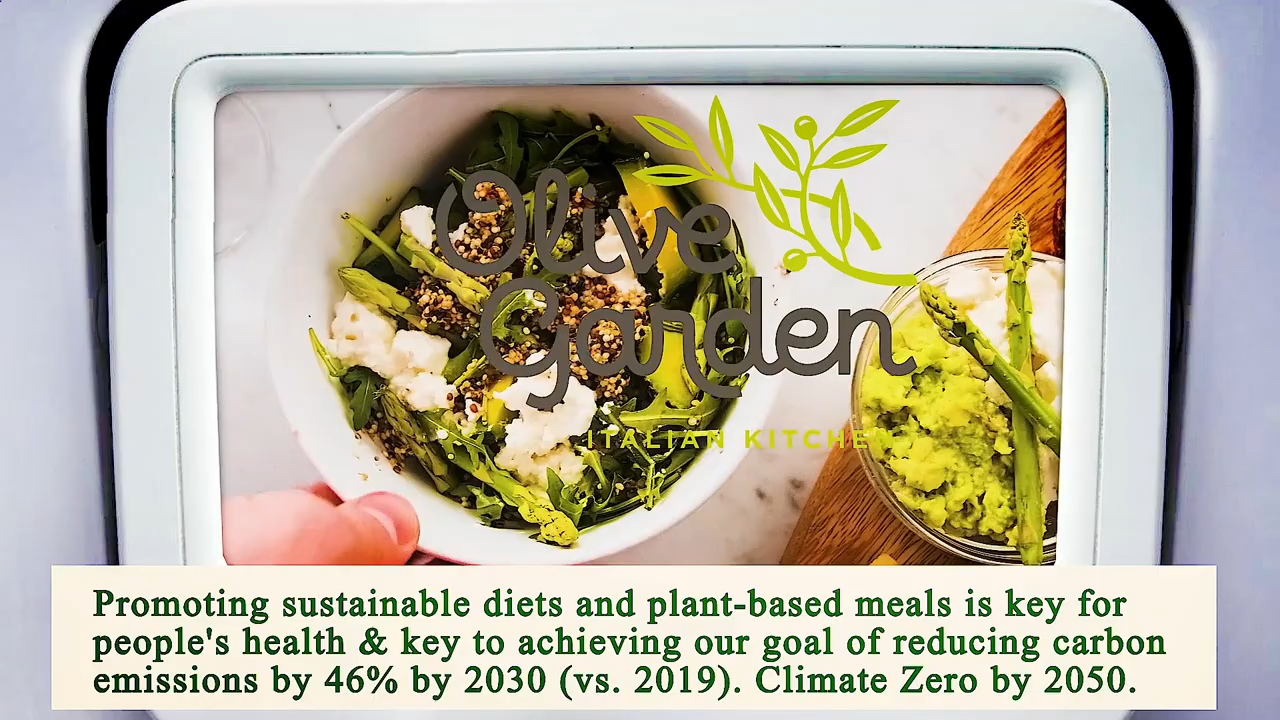 Olive
Garden
ITALIAN KITCHEN
Promoting sustainable diets and plant-based meals is key for
people's health & key to achieving our goal of reducing carbon
emissions by 46% by 2030 (vs. 2019). Climate Zero by 2050.